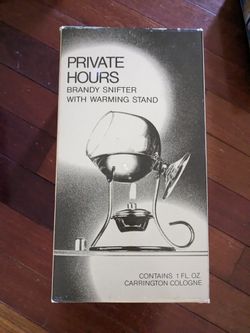 PRIVATE
HOURS
BRANDY SNIFTER
WITH WARMING STAND
CONTAINS 1 FL. OZ.
CARRINGTON COLOGNE